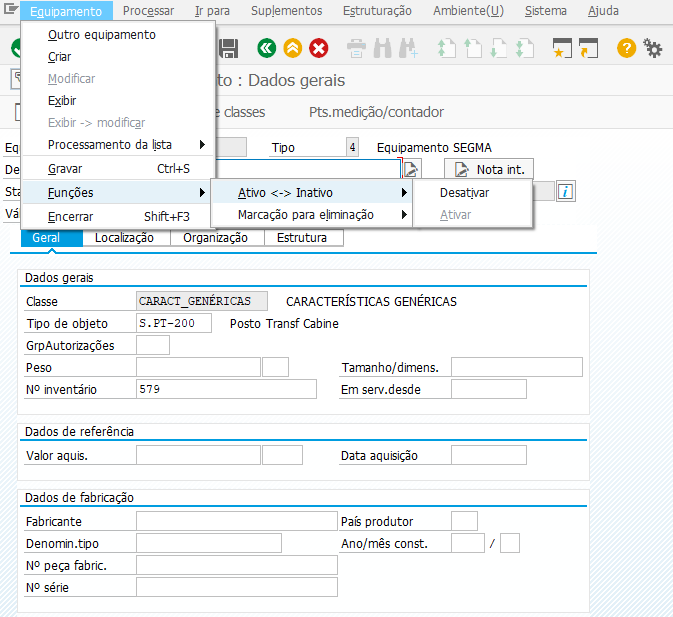 Equipamento Processar Ir para Suplementos Estruturação Ambiente(U) Sistema Ajuda
Outro equipamento
Criar
Modificar
Exibir
Exibir -> modificar
Processamento da lista
Gravar Ctrl+S
Funções
Encerrar Shift+F3
Ativo <-> Inativo
Marcação para eliminação
Desativar
Ativar
to : Dados gerais
e classes Pts.medição/contador
Tipo 4 Equipamento SEGMA
De Nota int.
Sta
Vá
Geral Localização Organização Estrutura
Dados gerais
Classe CARACT_GENÉRICAS CARACTERÍSTICAS GENÉRICAS
Tipo de objeto S.PT-200 Posto Transf Cabine
GrpAutorizações
Peso Tamanho/dimens.
Nº inventário 579 Em serv.desde
Dados de referência
Valor aquis. Data aquisição
Dados de fabricação
Fabricante País produtor
Denomin.tipo Ano/mês const. /
Nº peça fabric.
Nº série